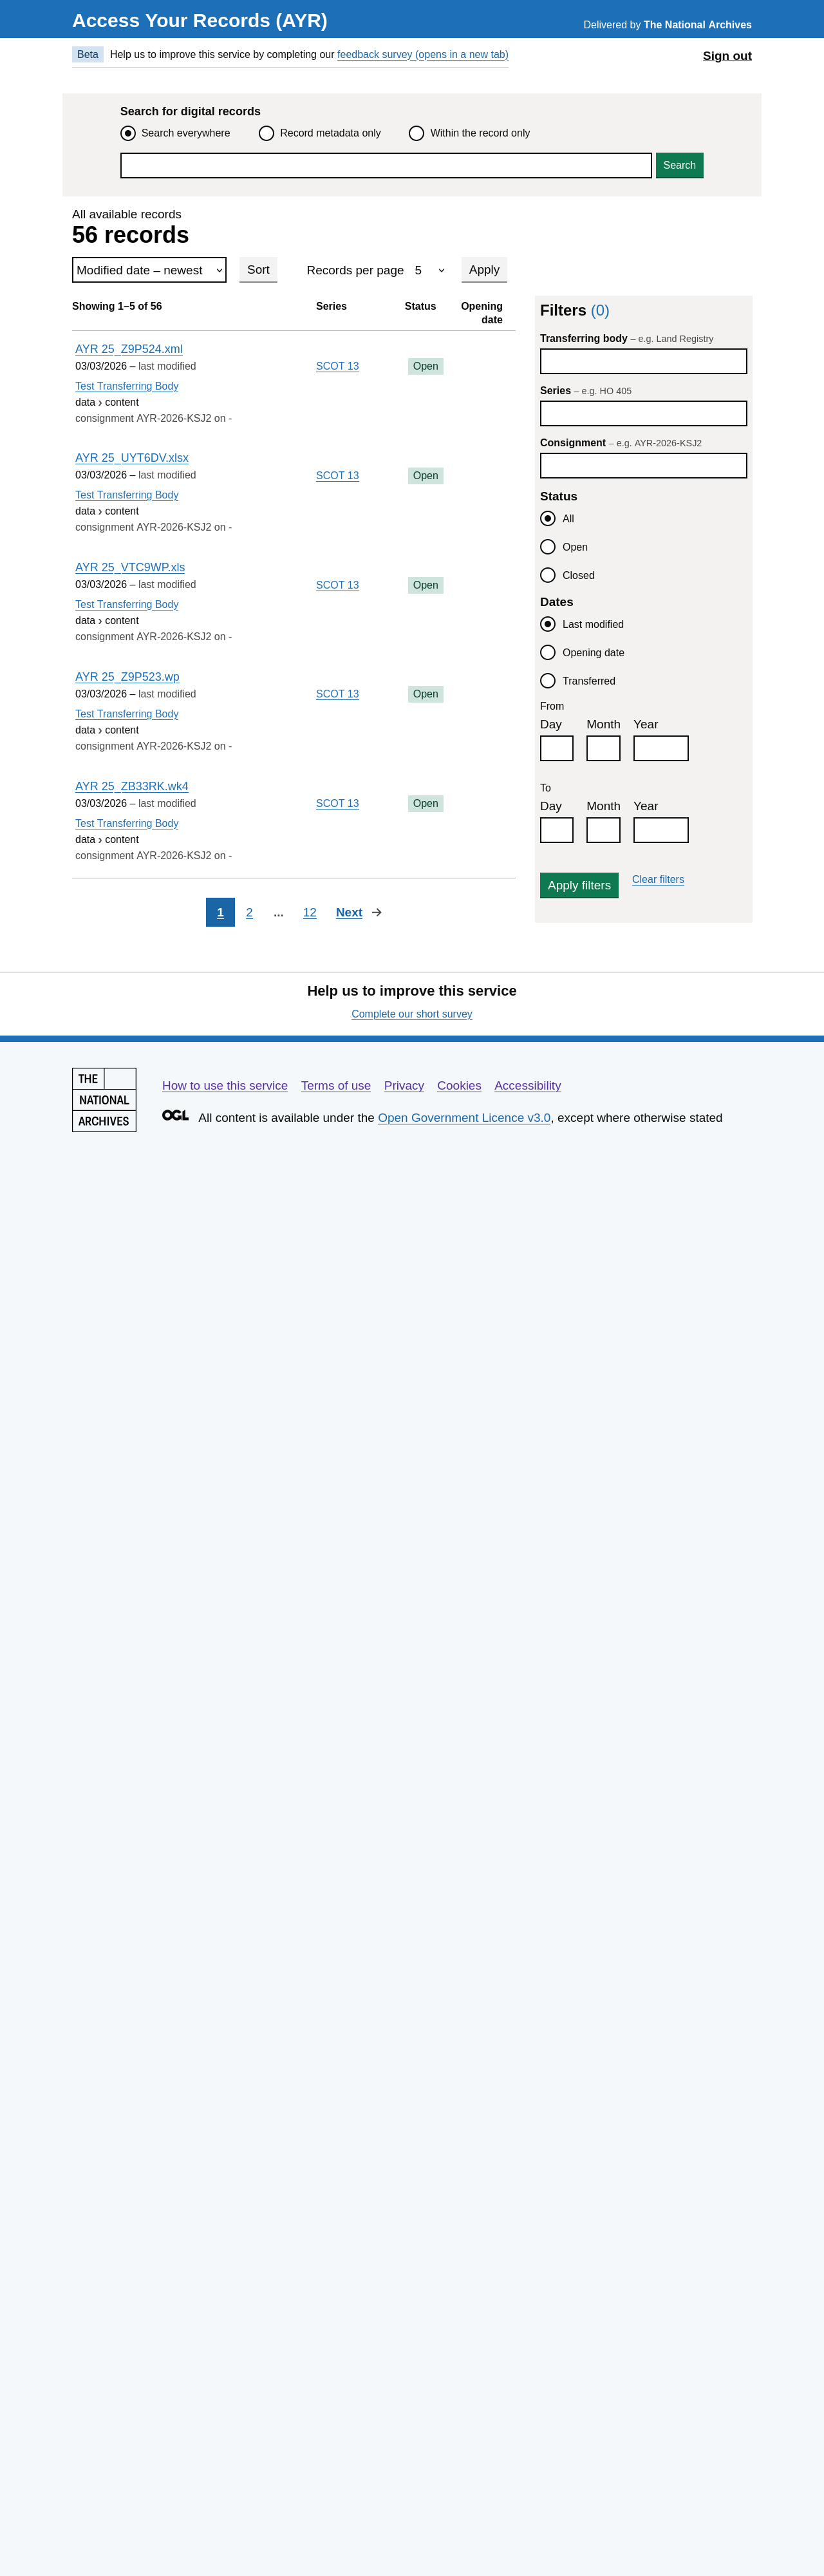 Access Your Records (AYR)
Delivered by The National Archives
Beta Help us to improve this service by completing our feedback survey (opens in a new tab)
Sign out
Search for digital records
Search everywhere Record metadata only Within the record only
Search
All available records
56 records
Modified date – newest Sort Records per page 5 Apply
Showing 1–5 of 56 Series Status Opening date
AYR 25_Z9P524.xml
03/03/2026 – last modified SCOT 13 Open
Test Transferring Body
data › content
consignment AYR-2026-KSJ2 on -
AYR 25_UYT6DV.xlsx
03/03/2026 – last modified SCOT 13 Open
Test Transferring Body
data › content
consignment AYR-2026-KSJ2 on -
AYR 25_VTC9WP.xls
03/03/2026 – last modified SCOT 13 Open
Test Transferring Body
data › content
consignment AYR-2026-KSJ2 on -
AYR 25_Z9P523.wp
03/03/2026 – last modified SCOT 13 Open
Test Transferring Body
data › content
consignment AYR-2026-KSJ2 on -
AYR 25_ZB33RK.wk4
03/03/2026 – last modified SCOT 13 Open
Test Transferring Body
data › content
consignment AYR-2026-KSJ2 on -
1 2 ... 12 Next
Filters (0)
Transferring body – e.g. Land Registry
Series – e.g. HO 405
Consignment – e.g. AYR-2026-KSJ2
Status
All
Open
Closed
Dates
Last modified
Opening date
Transferred
From
Day Month Year
To
Day Month Year
Apply filters Clear filters
Help us to improve this service
Complete our short survey
THE
NATIONAL
ARCHIVES
How to use this service Terms of use Privacy Cookies Accessibility
OGL All content is available under the Open Government Licence v3.0, except where otherwise stated